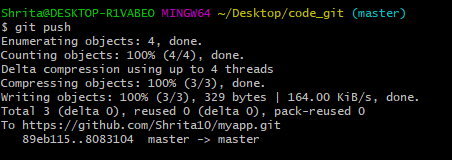 Shrita@DESKTOP-R1VABEO MINGW64 ~/Desktop/code_git (master)
$ git push
Enumerating objects: 4, done.
Counting objects: 100% (4/4), done.
Delta compression using up to 4 threads
Compressing objects: 100% (3/3), done.
Writing objects: 100% (3/3), 329 bytes | 164.00 KiB/s, done.
Total 3 (delta 0), reused 0 (delta 0), pack-reused 0
To https://github.com/Shrita10/myapp.git
   89eb115..8083104  master -> master